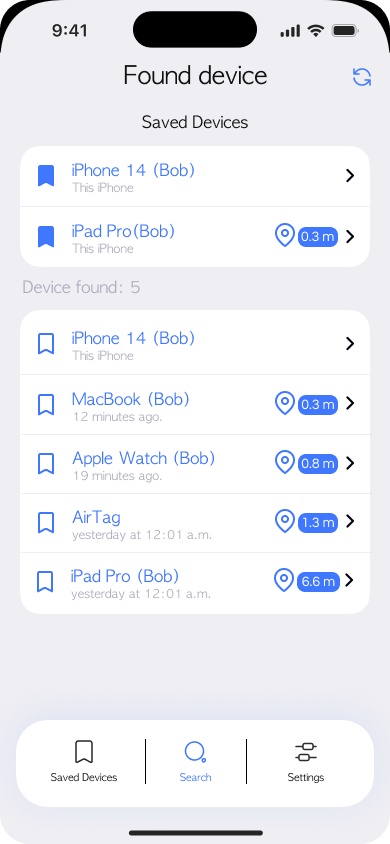 9:41
Found device
Saved Devices
iPhone 14 (Bob)
This iPhone
iPad Pro(Bob)
This iPhone
0.3 m
Device found: 5
iPhone 14 (Bob)
This iPhone
MacBook (Bob)
12 minutes ago.
0.3 m
Apple Watch (Bob)
19 minutes ago.
0.8 m
AirTag
yesterday at 12:01 a.m.
1.3 m
iPad Pro (Bob)
yesterday at 12:01 a.m.
6.6 m
Saved Devices
Search
Settings